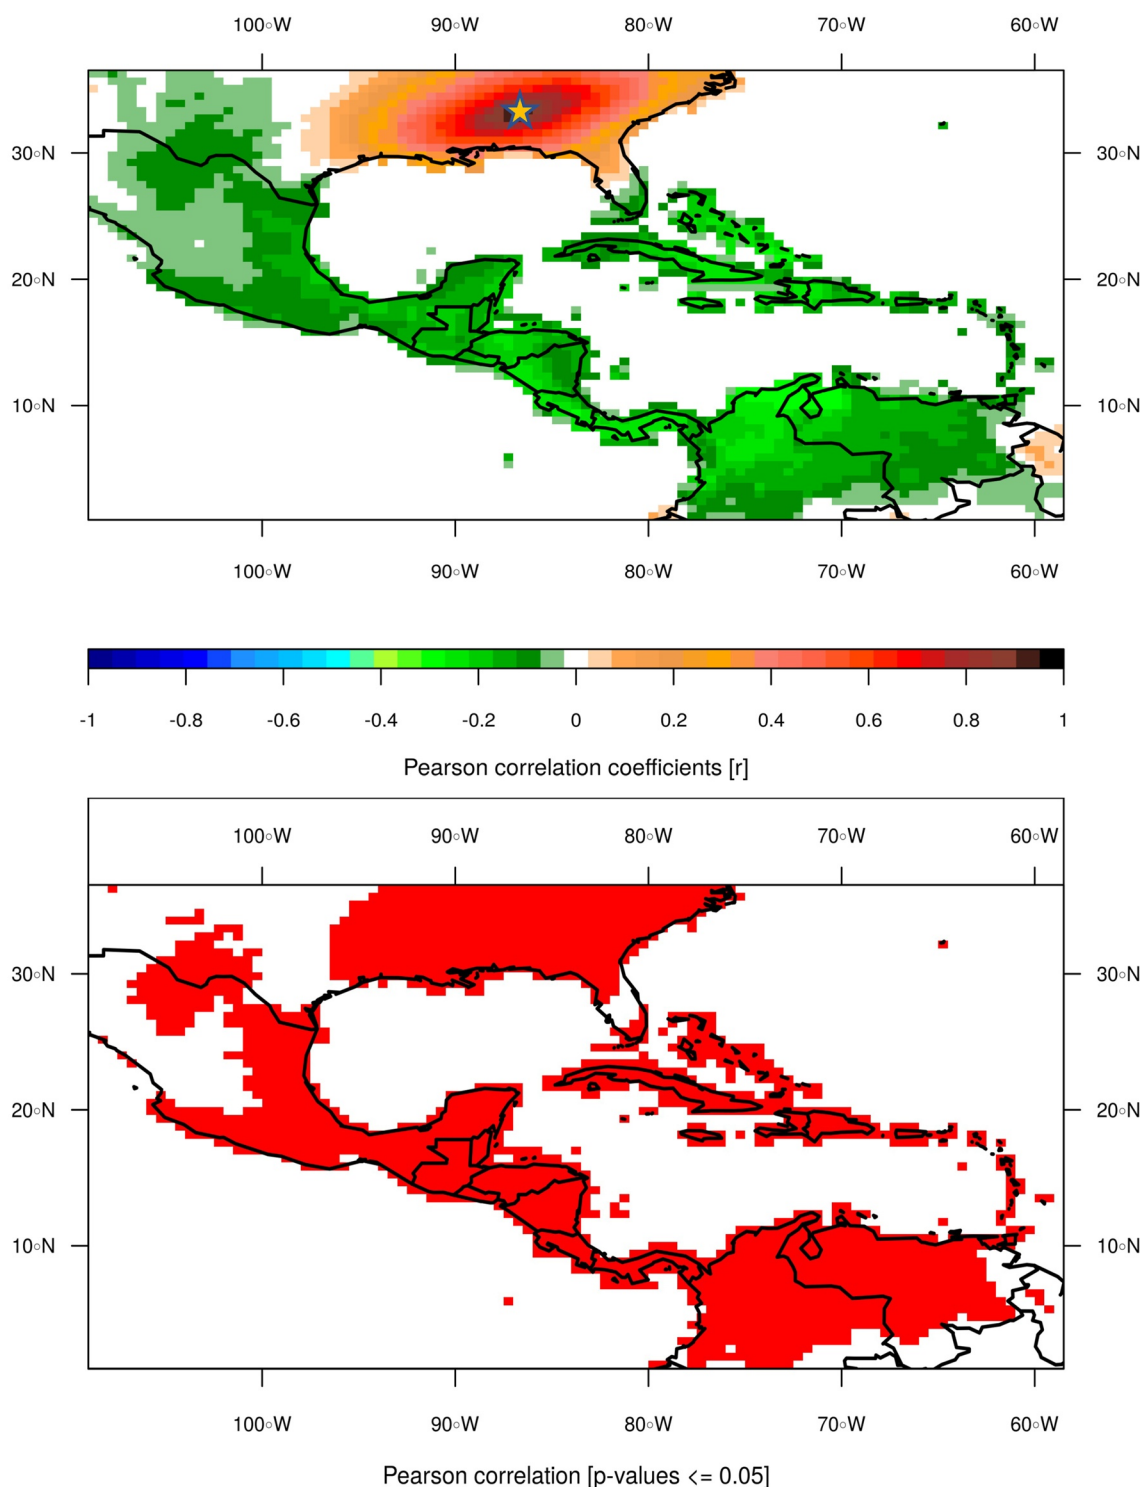 100◦W 90◦W 80◦W 70◦W 60◦W
30◦N 30◦N
20◦N 20◦N
10◦N 10◦N
100◦W 90◦W 80◦W 70◦W 60◦W
-1 -0.8 -0.6 -0.4 -0.2 0 0.2 0.4 0.6 0.8 1
Pearson correlation coefficients [r]
100◦W 90◦W 80◦W 70◦W 60◦W
30◦N 30◦N
20◦N 20◦N
10◦N 10◦N
100◦W 90◦W 80◦W 70◦W 60◦W
Pearson correlation [p-values <= 0.05]